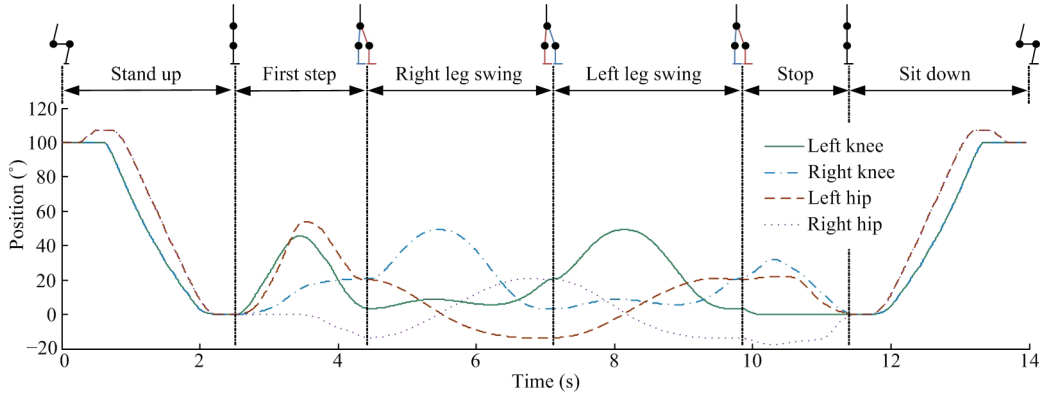 Stand up First step Right leg swing Left leg swing Stop Sit down
120
100
80
60
40
20
0
−20
Position (°)
Left knee
Right knee
Left hip
Right hip
0 2 4 6 8 10 12 14
Time (s)